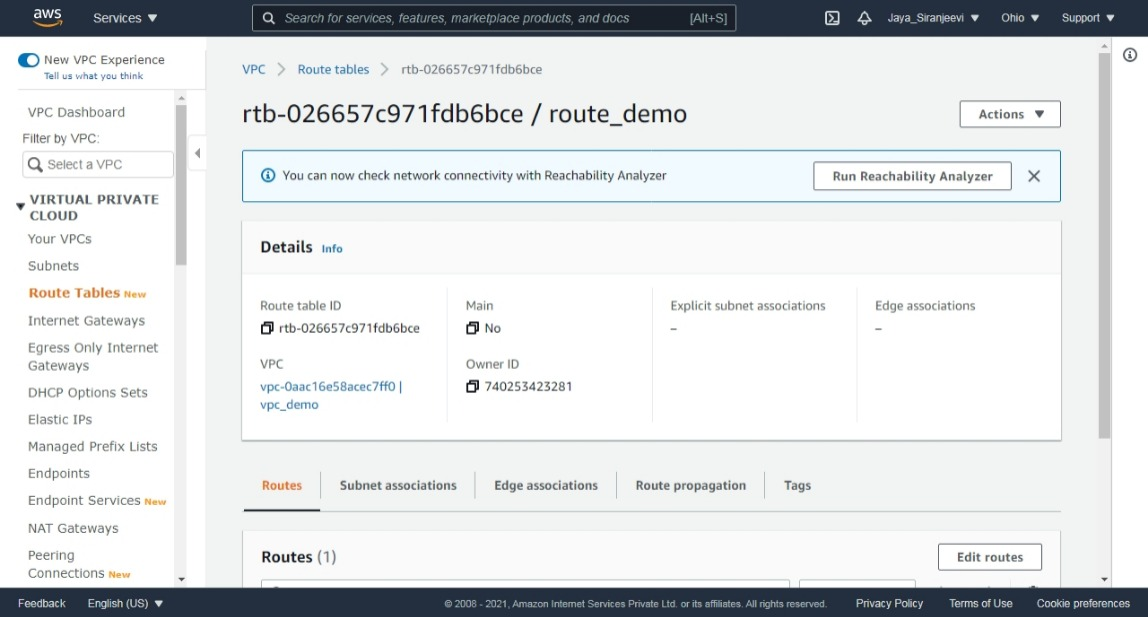 aws
Services
Search for services, features, marketplace products, and docs [Alt+S]
Jaya_Siranjeevi
Ohio
Support
New VPC Experience
Tell us what you think
VPC Dashboard
Filter by VPC:
Select a VPC
VIRTUAL PRIVATE
CLOUD
Your VPCs
Subnets
Route Tables New
Internet Gateways
Egress Only Internet
Gateways
DHCP Options Sets
Elastic IPs
Managed Prefix Lists
Endpoints
Endpoint Services New
NAT Gateways
Peering
Connections New
VPC
Route tables
rtb-026657c971fdb6bce
rtb-026657c971fdb6bce / route_demo
Actions
You can now check network connectivity with Reachability Analyzer
Run Reachability Analyzer
Details Info
Route table ID
rtb-026657c971fdb6bce
VPC
vpc-0aac16e58acec7ff0 |
vpc_demo
Main
No
Owner ID
740253423281
Explicit subnet associations
–
Edge associations
–
Routes
Subnet associations
Edge associations
Route propagation
Tags
Routes (1)
Edit routes
Feedback
English (US)
© 2008 - 2021, Amazon Internet Services Private Ltd. or its affiliates. All rights reserved.
Privacy Policy
Terms of Use
Cookie preferences